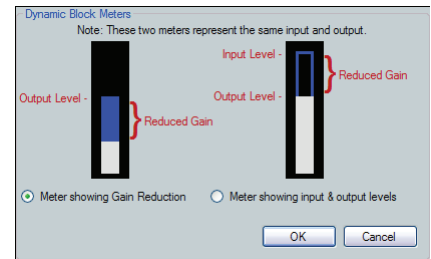 Dynamic Block Meters
Note: These two meters represent the same input and output.
Input Level -
Reduced Gain
Output Level -
Output Level -
Reduced Gain
Meter showing Gain Reduction
Meter showing input & output levels
OK
Cancel